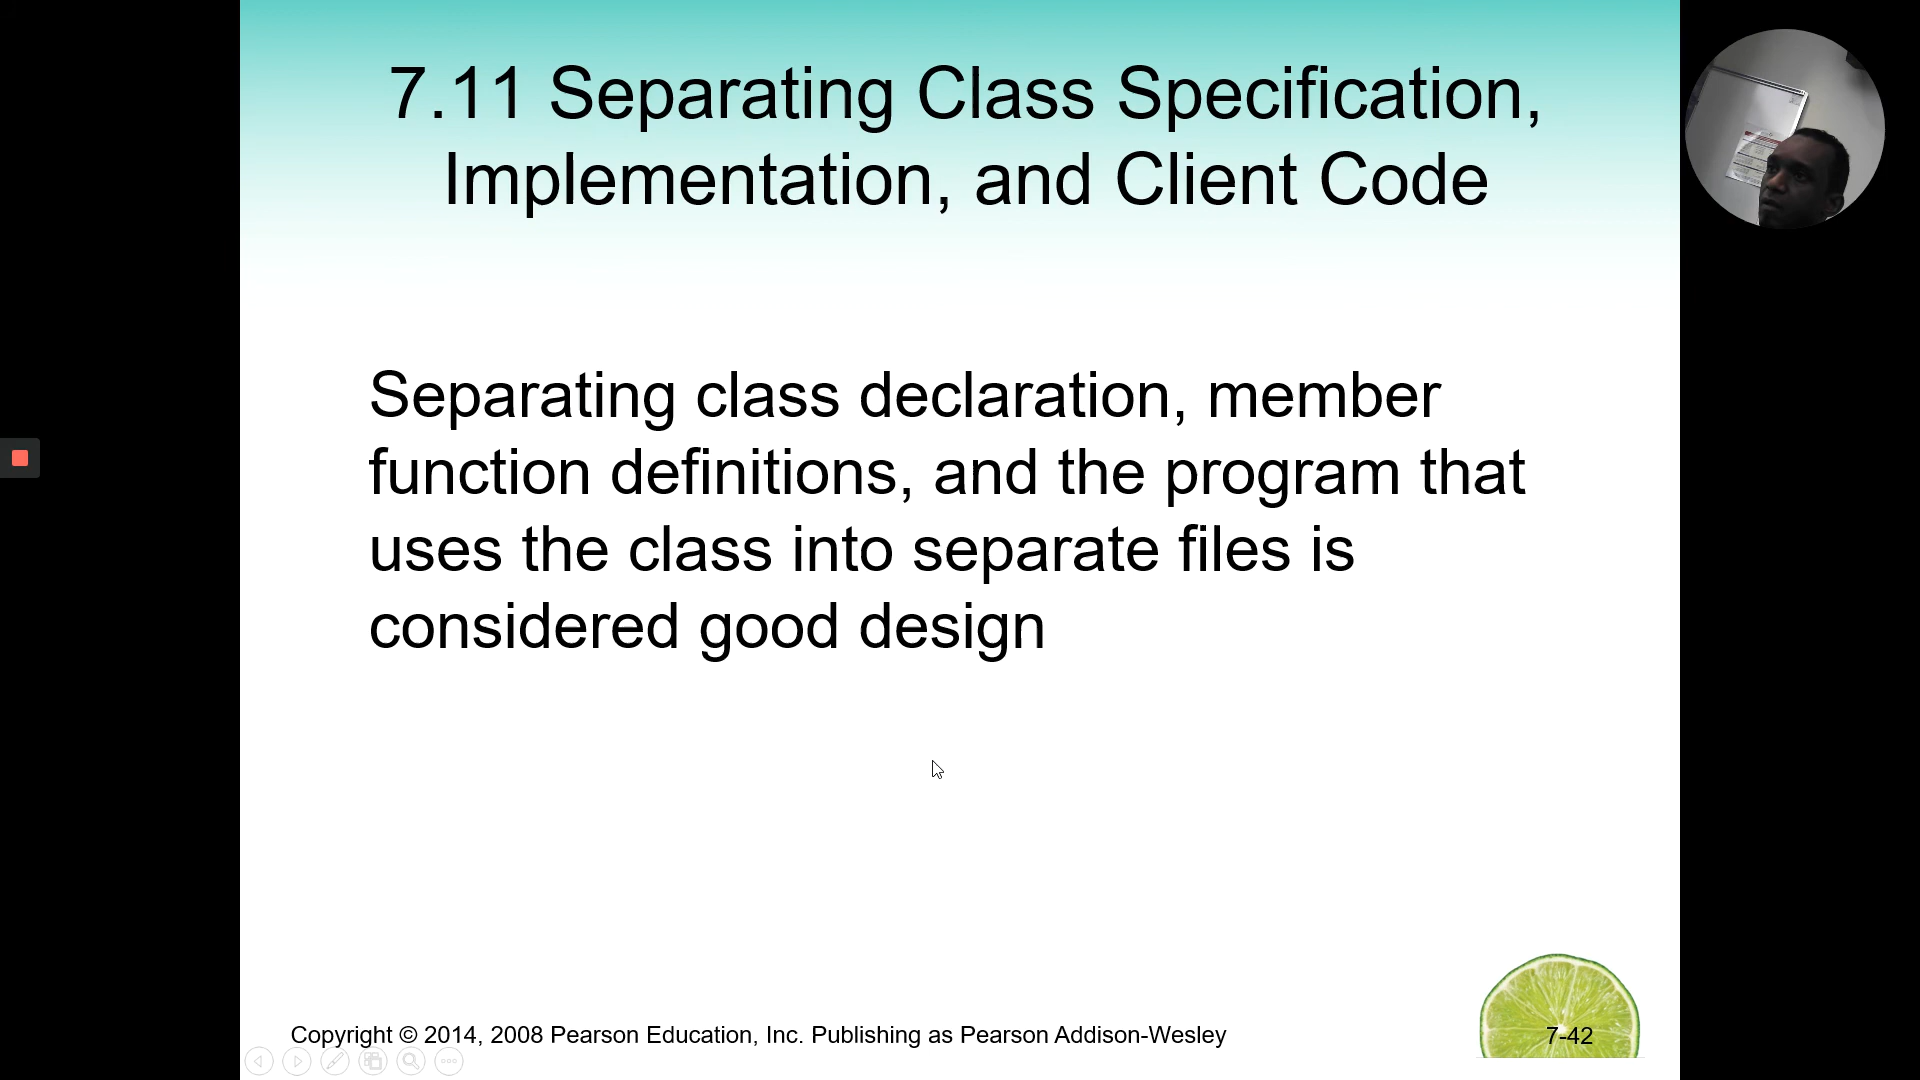 7.11 Separating Class Specification,
Implementation, and Client Code
Separating class declaration, member
function definitions, and the program that
uses the class into separate files is
considered good design
Copyright © 2014, 2008 Pearson Education, Inc. Publishing as Pearson Addison-Wesley
7-42